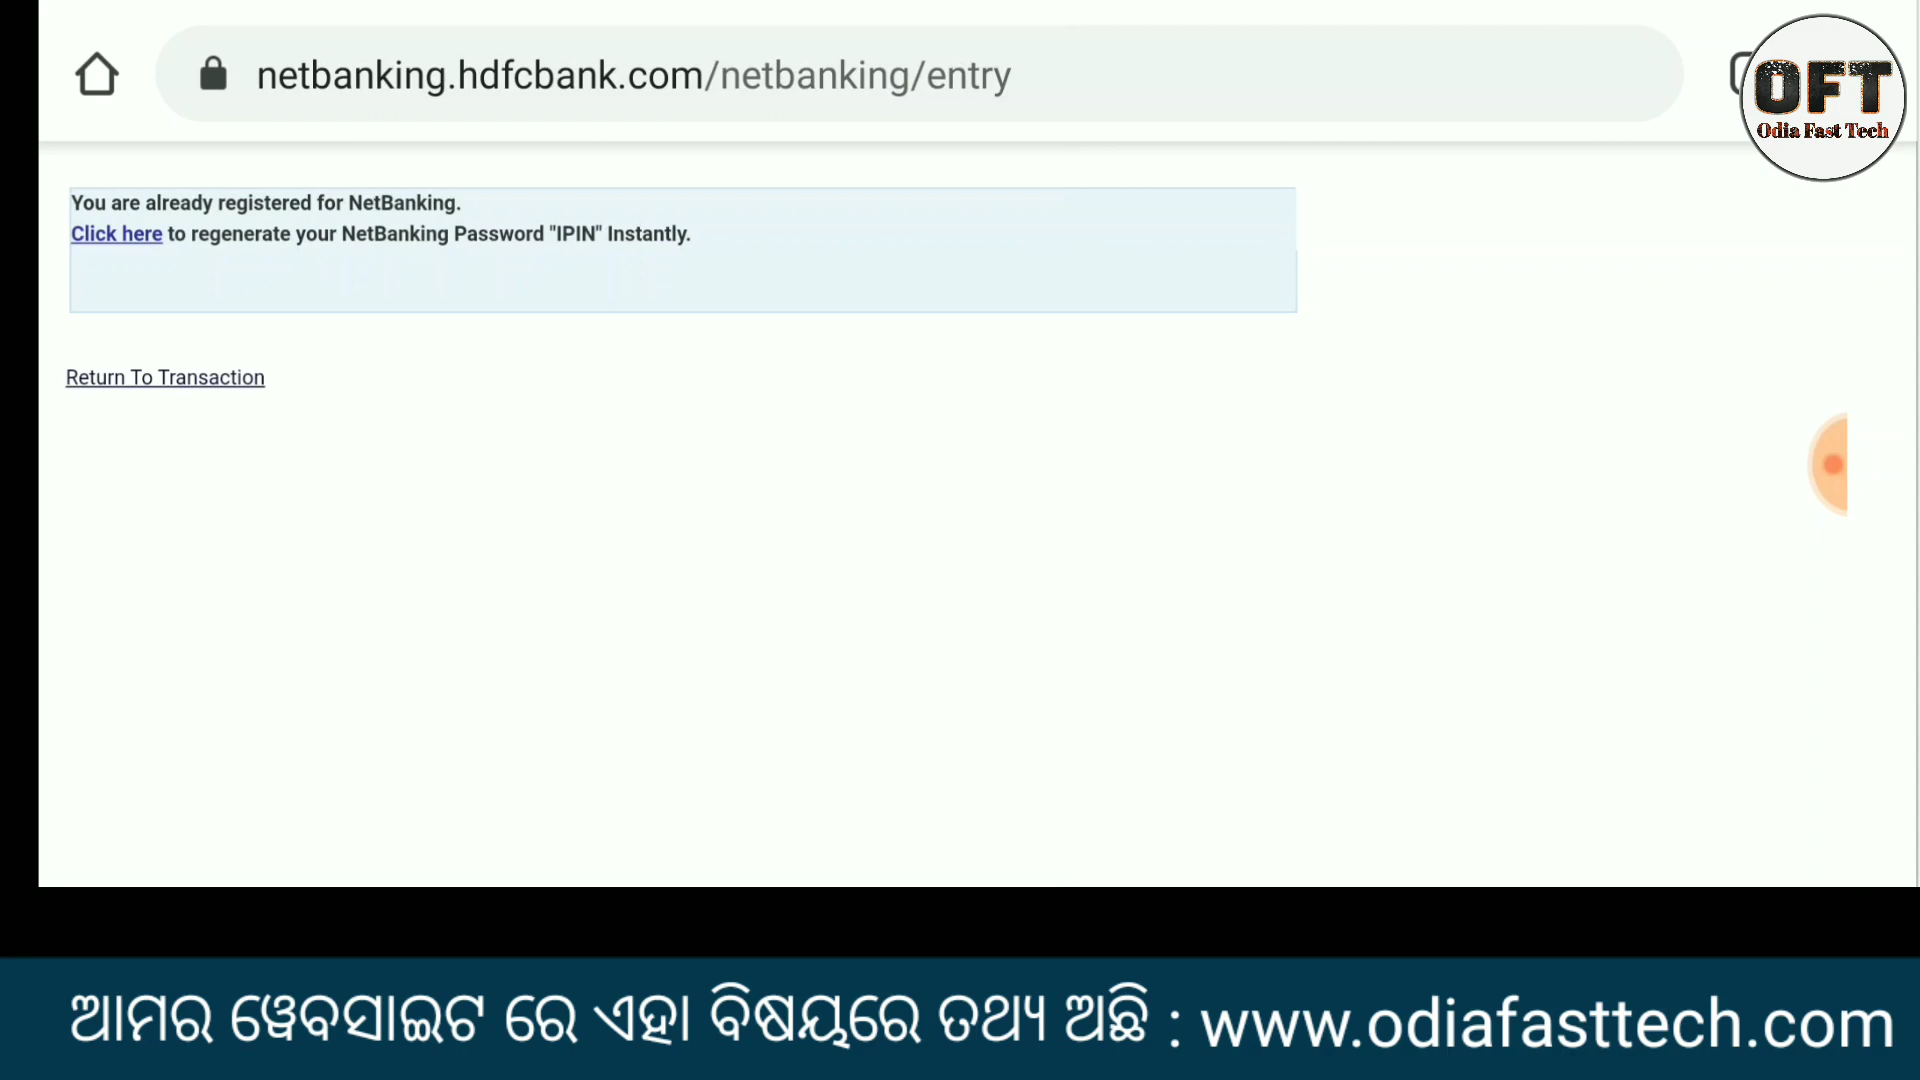 netbanking.hdfcbank.com/netbanking/entry
OFT
Odia Fast Tech
You are already registered for NetBanking.
Click here to regenerate your NetBanking Password "IPIN" Instantly.
Return To Transaction
ଆମର ୱେବସାଇଟ ରେ ଏହା ବିଷୟରେ ତଥ୍ୟ ଅଛି : www.odiafasttech.com